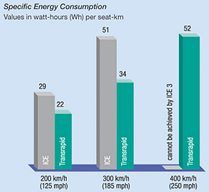 Specific Energy Consumption
Values in watt-hours (Wh) per seat-km
29
22
51
34
52
ICE
Transrapid
ICE
Transrapid
cannot be achieved by ICE 3
Transrapid
200 km/h
(125 mph)
300 km/h
(185 mph)
400 km/h
(250 mph)